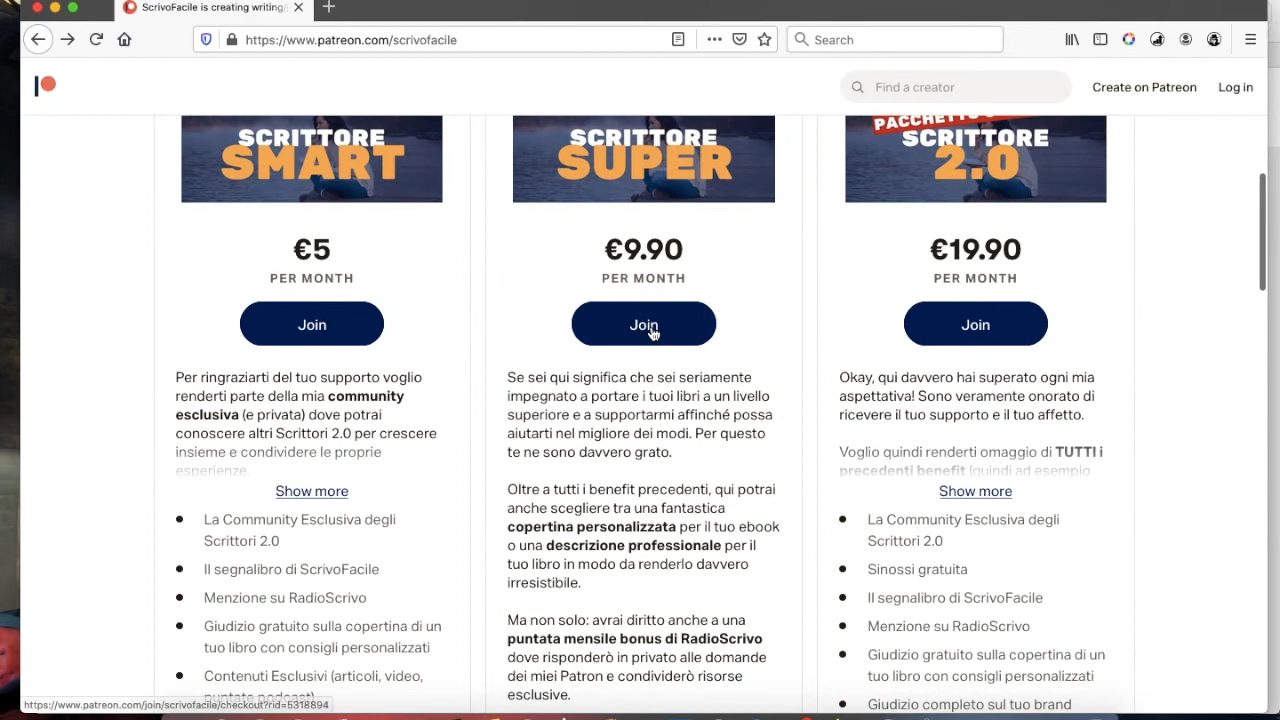 ScrivoFacile is creating writing/
https://www.patreon.com/scrivofacile
Search
Find a creator
Create on Patreon
Log in
SCRITTORE
SMART
€5
PER MONTH
Join
Per ringraziarti del tuo supporto voglio
renderti parte della mia community
esclusiva (e privata) dove potrai
conoscere altri Scrittori 2.0 per crescere
insieme e condividere le proprie
esperienze.
Show more
La Community Esclusiva degli
Scrittori 2.0
Il segnalibro di ScrivoFacile
Menzione su RadioScrivo
Giudizio gratuito sulla copertina di un
tuo libro con consigli personalizzati
Contenuti Esclusivi (articoli, video,
puntate podcast)
SCRITTORE
SUPER
€9.90
PER MONTH
Join
Se sei qui significa che sei seriamente
impegnato a portare i tuoi libri a un livello
superiore e a supportarmi affinché possa
aiutarti nel migliore dei modi. Per questo
te ne sono davvero grato.
Oltre a tutti i benefit precedenti, qui potrai
anche scegliere tra una fantastica
copertina personalizzata per il tuo ebook
o una descrizione professionale per il
tuo libro in modo da renderlo davvero
irresistibile.
Ma non solo: avrai diritto anche a una
puntata mensile bonus di RadioScrivo
dove risponderò in privato alle domande
dei miei Patron e condividerò risorse
esclusive.
PACCHETTO
SCRITTORE
2.0
€19.90
PER MONTH
Join
Okay, qui davvero hai superato ogni mia
aspettativa! Sono veramente onorato di
ricevere il tuo supporto e il tuo affetto.
Voglio quindi renderti omaggio di TUTTI i
precedenti benefit (quindi ad esempio
Show more
La Community Esclusiva degli
Scrittori 2.0
Sinossi gratuita
Il segnalibro di ScrivoFacile
Menzione su RadioScrivo
Giudizio gratuito sulla copertina di un
tuo libro con consigli personalizzati
Giudizio completo sul tuo brand
https://www.patreon.com/join/scrivofacile/checkout?rid=5318894